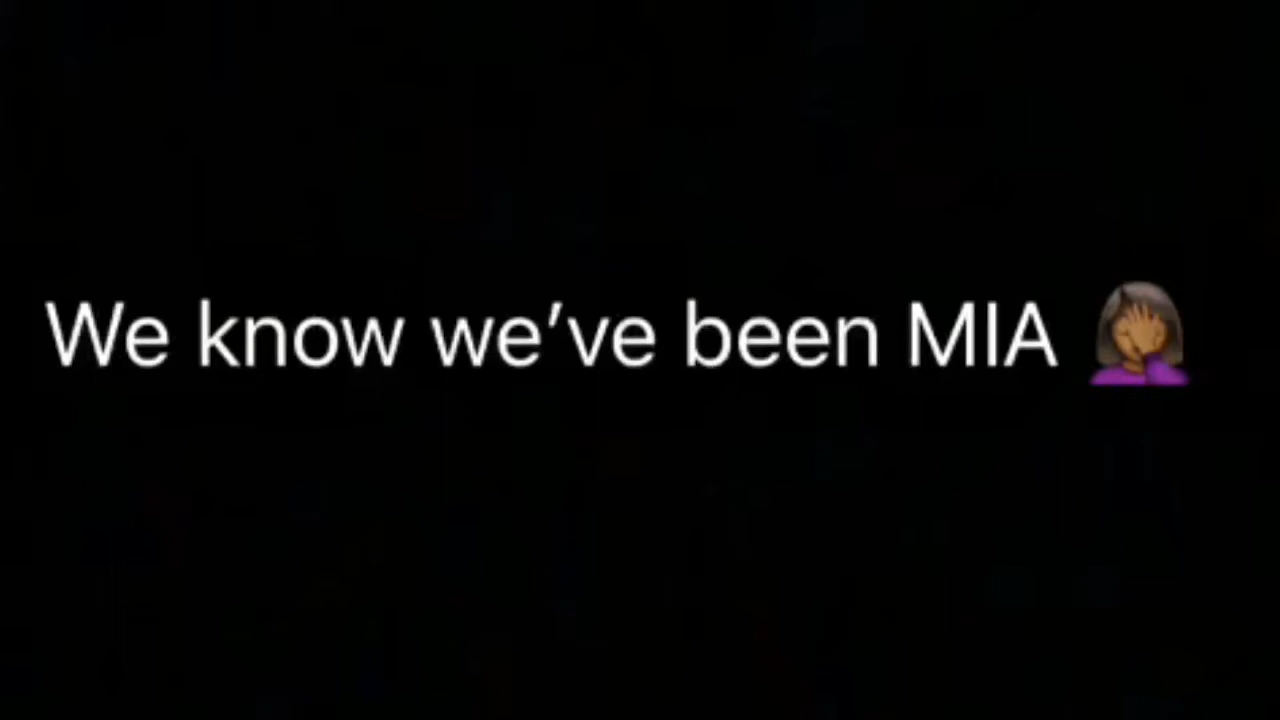 We know we’ve been MIA 🤦🏾‍♀️